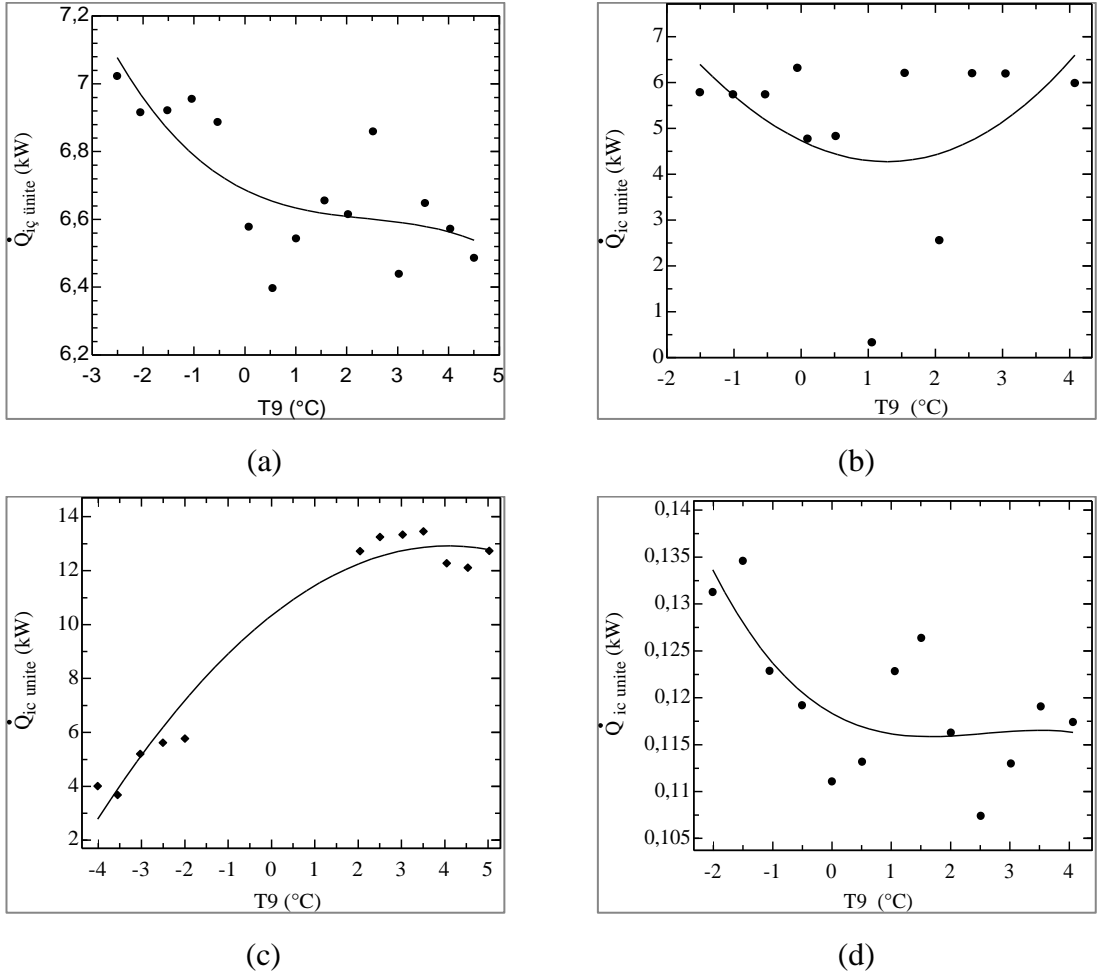 7,2
7
6,8
6,6
6,4
6,2
-3 -2 -1 0 1 2 3 4 5
Q̇iç ünite (kW)
T9 (°C)
(a)
7
6
5
4
3
2
1
0
-2 -1 0 1 2 3 4
Q̇ic unite (kW)
T9 (°C)
(b)
14
12
10
8
6
4
2
-4 -3 -2 -1 0 1 2 3 4 5
Q̇ic unite (kW)
T9 (°C)
(c)
0,14
0,135
0,13
0,125
0,12
0,115
0,11
0,105
-2 -1 0 1 2 3 4
Q̇ ic unite (kW)
T9 (°C)
(d)